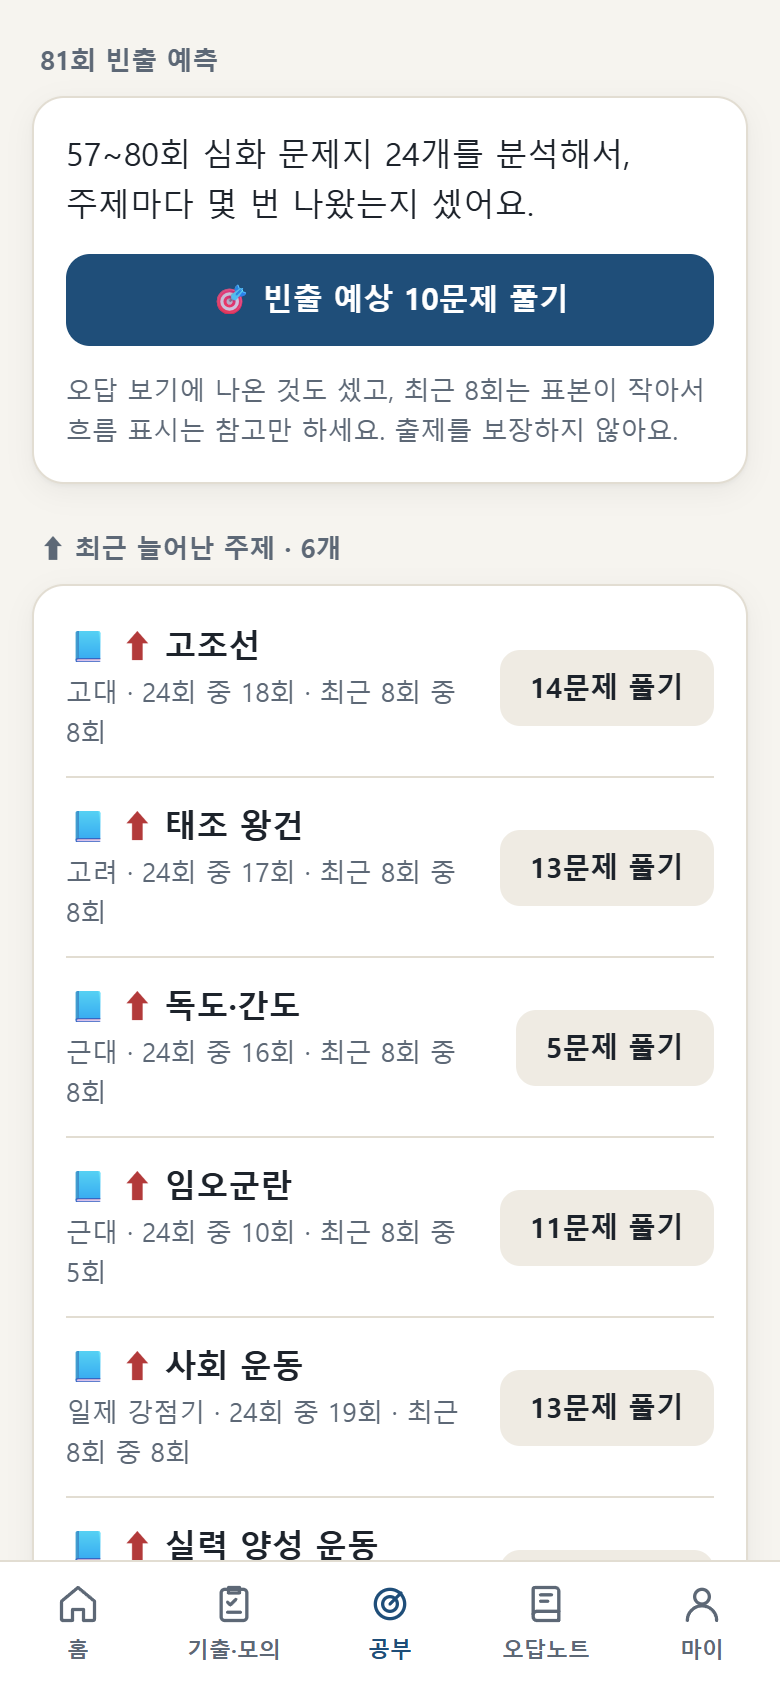 81회 빈출 예측
57~80회 심화 문제지 24개를 분석해서,
주제마다 몇 번 나왔는지 셌어요.
🎯 빈출 예상 10문제 풀기
오답 보기에 나온 것도 셌고, 최근 8회는 표본이 작아서
흐름 표시는 참고만 하세요. 출제를 보장하지 않아요.
⬆ 최근 늘어난 주제 · 6개
📘 ⬆ 고조선
고대 · 24회 중 18회 · 최근 8회 중
8회
14문제 풀기
📘 ⬆ 태조 왕건
고려 · 24회 중 17회 · 최근 8회 중
8회
13문제 풀기
📘 ⬆ 독도·간도
근대 · 24회 중 16회 · 최근 8회 중
8회
5문제 풀기
📘 ⬆ 임오군란
근대 · 24회 중 10회 · 최근 8회 중
5회
11문제 풀기
📘 ⬆ 사회 운동
일제 강점기 · 24회 중 19회 · 최근
8회 중 8회
13문제 풀기
📘 ⬆ 실력 양성 운동
홈
기출·모의
공부
오답노트
마이